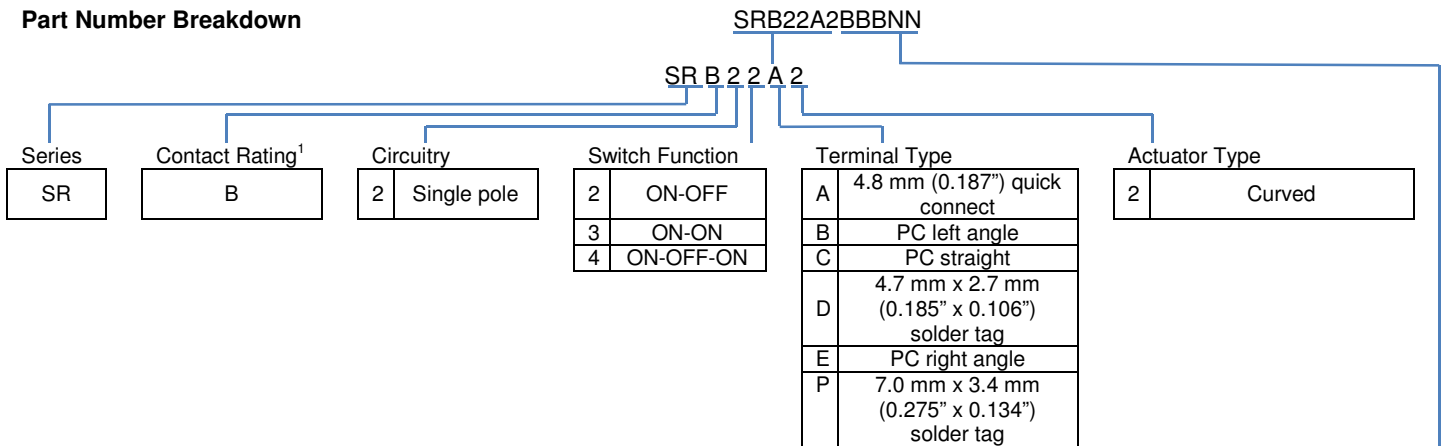 Part Number Breakdown
SRB22A2BBBNN
SR B 2 2 A 2
Series
SR
Contact Rating1
B
Circuitry
2 Single pole
Switch Function
2 ON-OFF
3 ON-ON
4 ON-OFF-ON
Terminal Type
A 4.8 mm (0.187”) quick
connect
B PC left angle
C PC straight
D 4.7 mm x 2.7 mm
(0.185” x 0.106”)
solder tag
E PC right angle
P 7.0 mm x 3.4 mm
(0.275” x 0.134”)
solder tag
Actuator Type
2 Curved